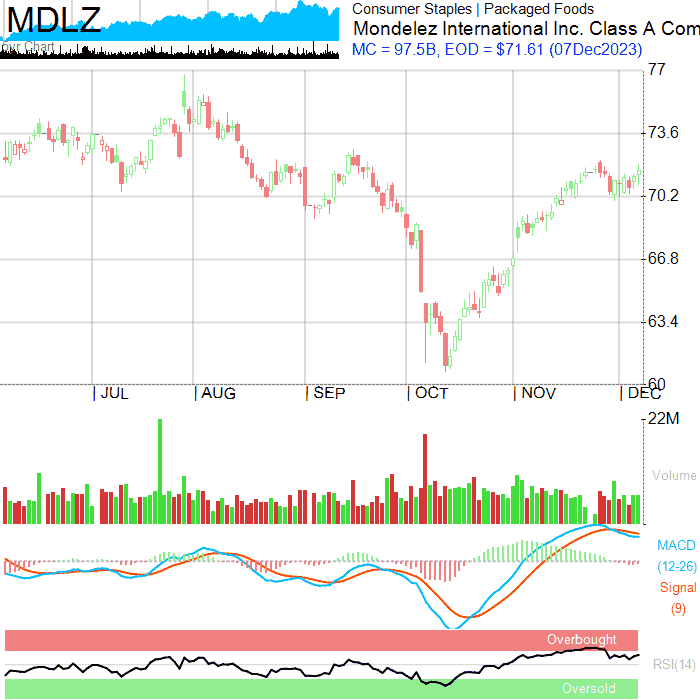 MDLZ
our Chart
Consumer Staples | Packaged Foods
Mondelez International Inc. Class A Com
MC = 97.5B, EOD = $71.61 (07Dec2023)
77
73.6
70.2
66.8
63.4
60
JUL
AUG
SEP
OCT
NOV
DEC
22M
Volume
MACD
(12-26)
Signal
(9)
Overbought
RSI(14)
Oversold